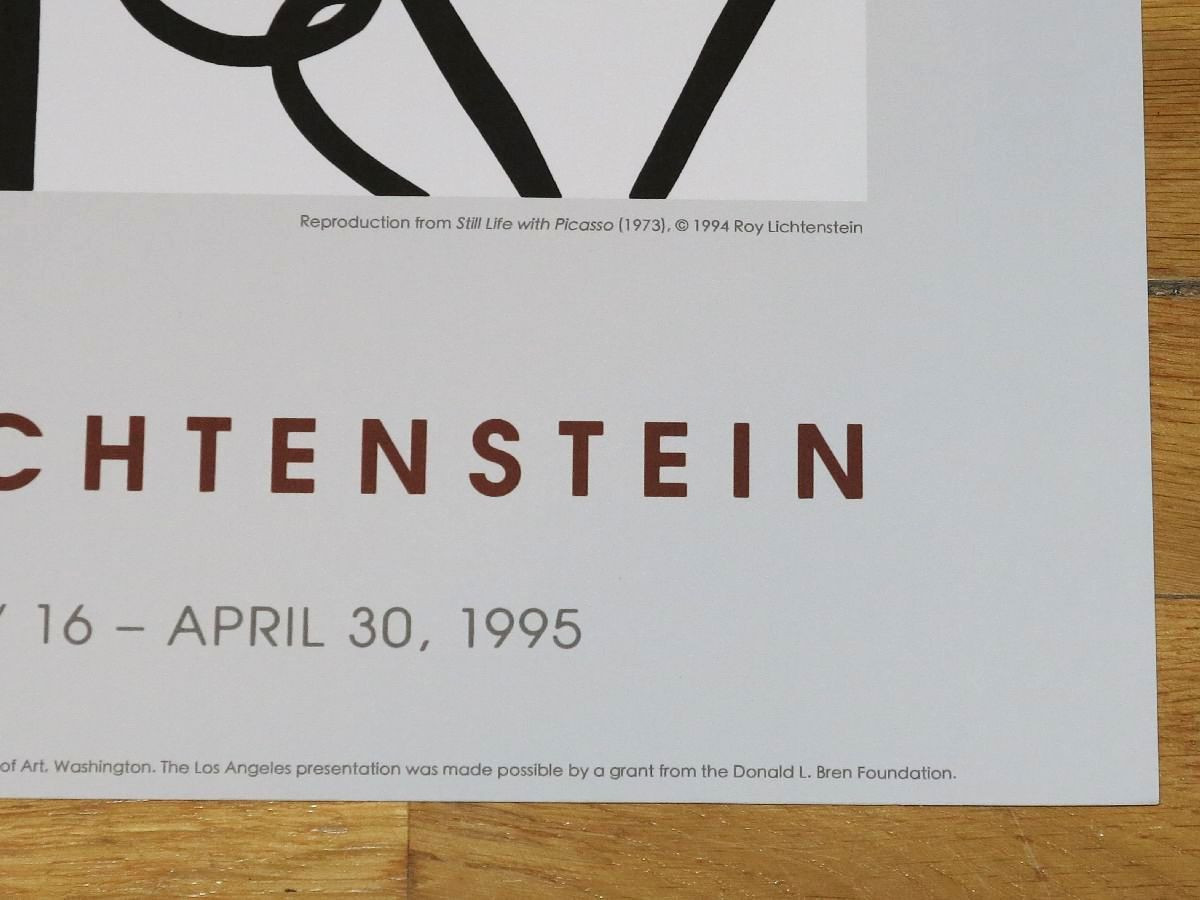 Reproduction from Still Life with Picasso (1973), © 1994 Roy Lichtenstein
CHTENSTEIN
16 – APRIL 30, 1995
of Art, Washington. The Los Angeles presentation was made possible by a grant from the Donald L. Bren Foundation.